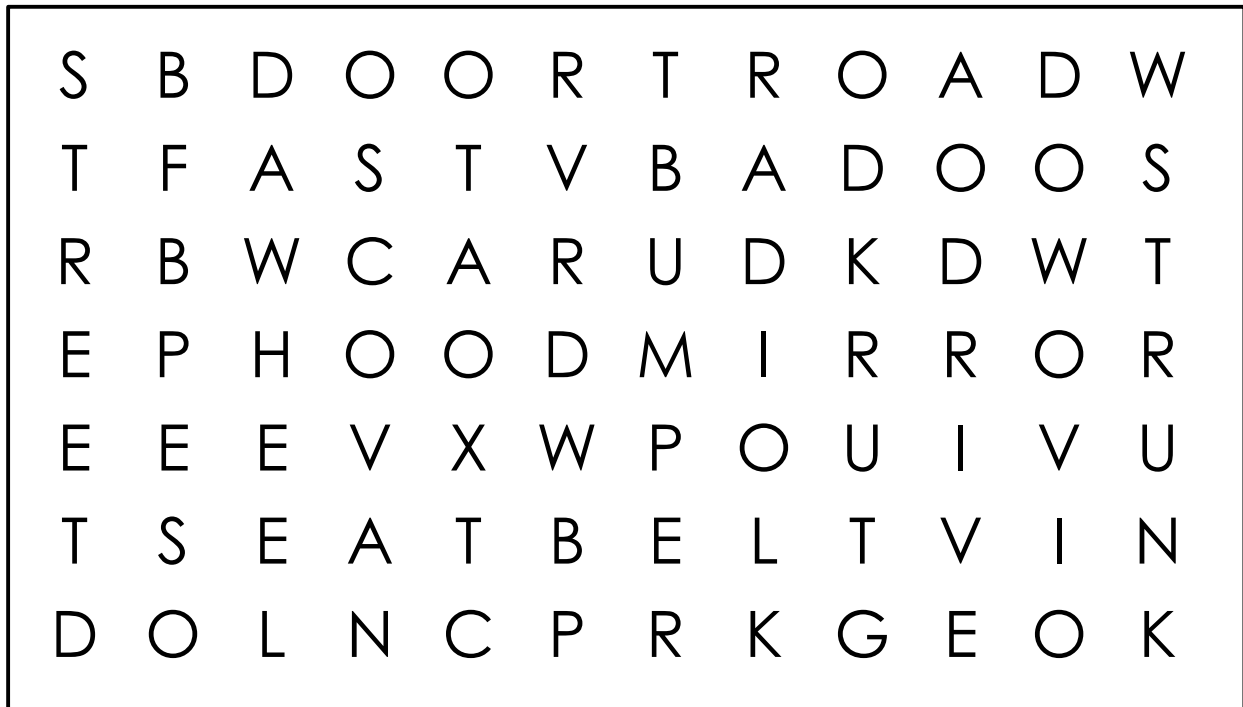 S B D O O R T R O A D W
T F A S T V B A D O O S
R B W C A R U D K D W T
E P H O O D M I R R O R
E E E V X W P O U I V U
T S E A T B E L T V I N
D O L N C P R K G E O K